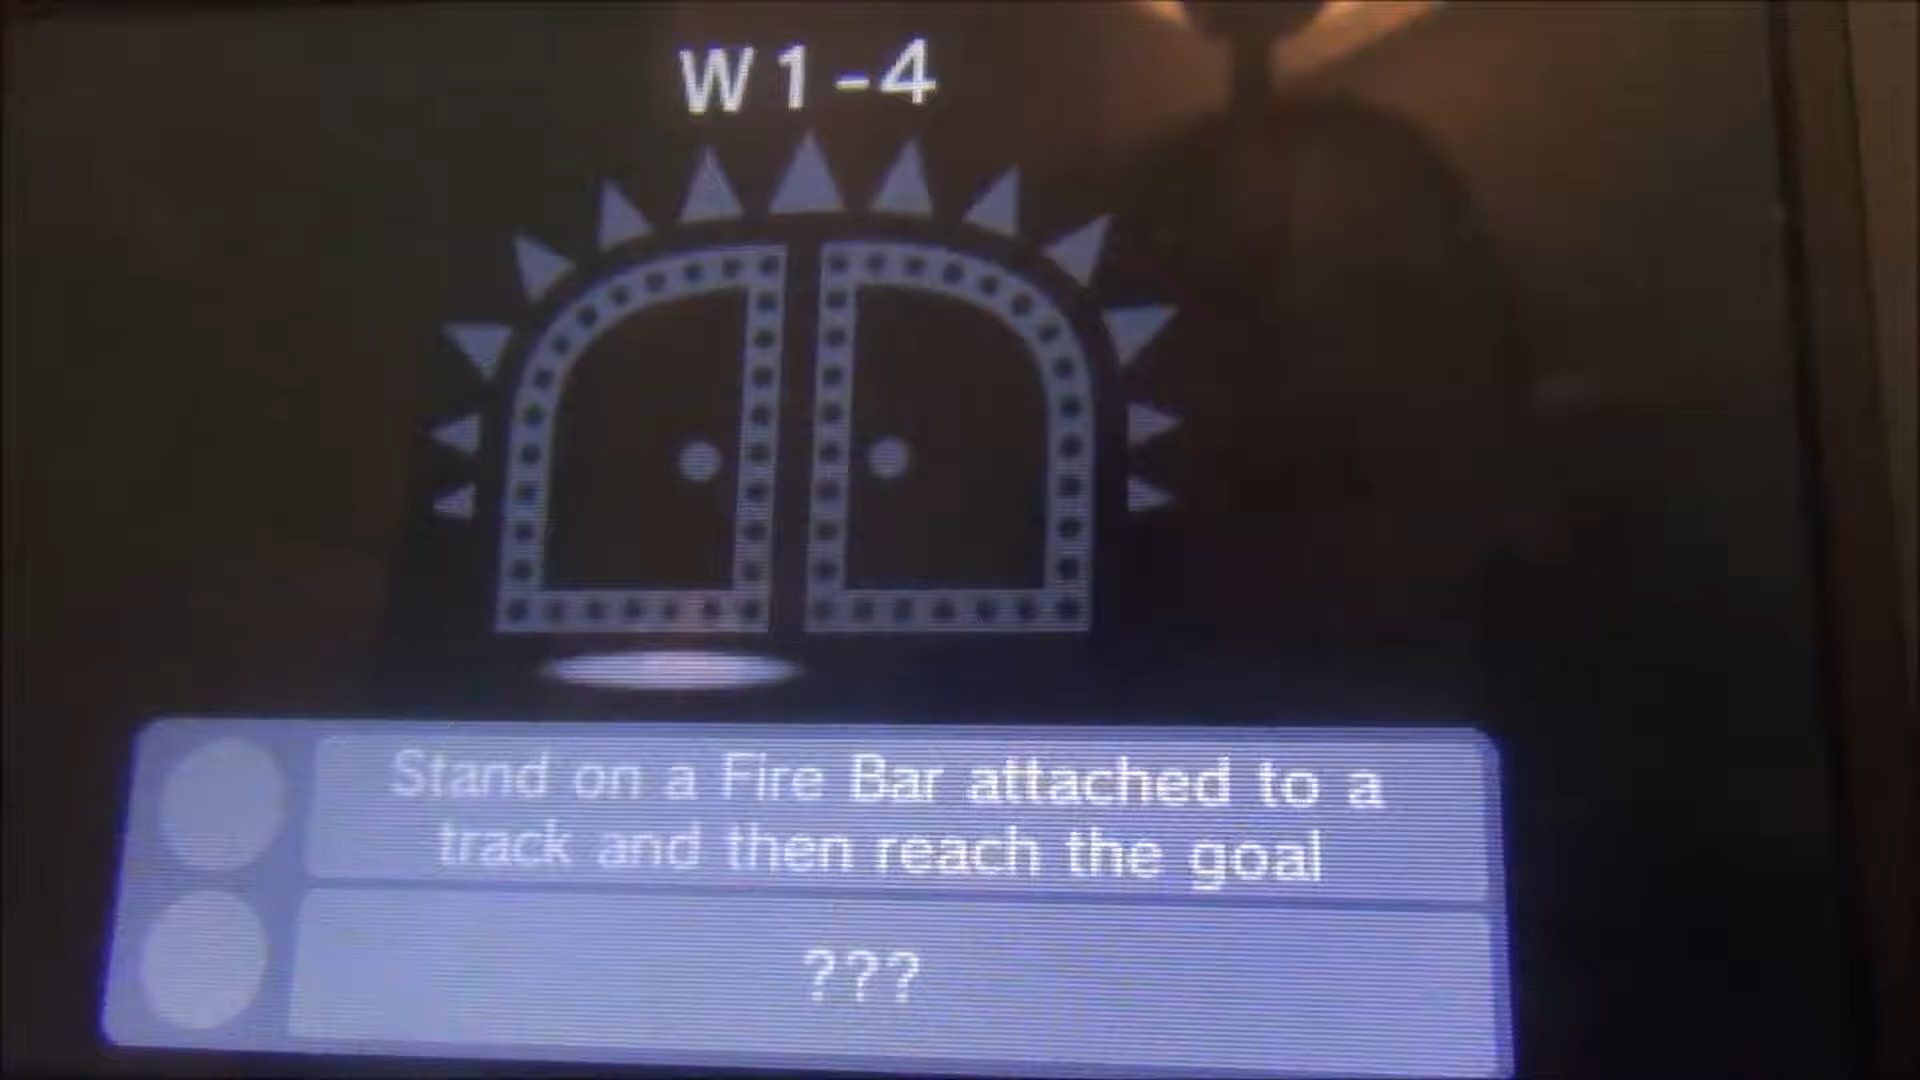 W1-4
Stand on a Fire Bar attached to a
track and then reach the goal
???